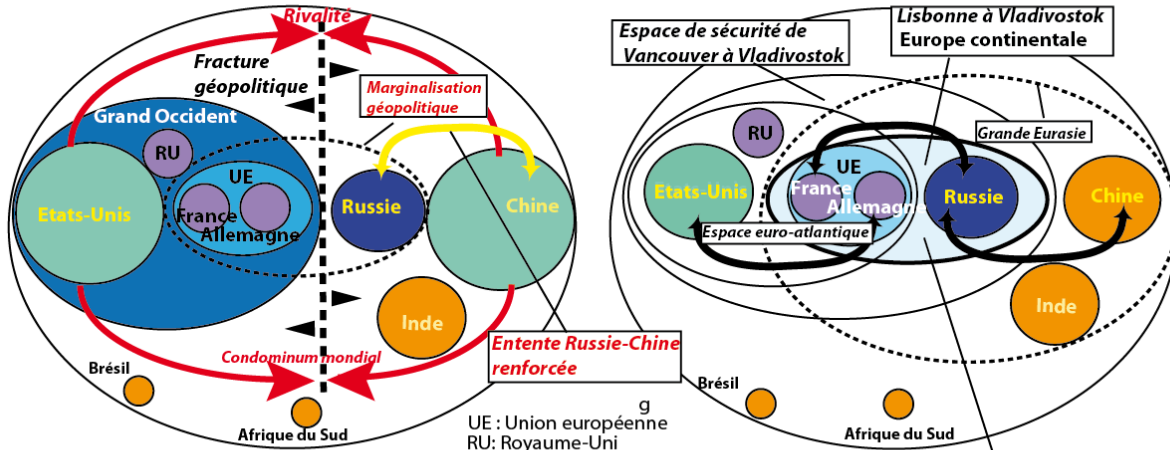 Rivalité
Fracture
géopolitique
Marginalisation
géopolitique
Grand Occident
RU
UE
Etats-Unis
France
Allemagne
Russie
Chine
Inde
Entente Russie-Chine
renforcée
Condominum mondial
Brésil
Afrique du Sud
g
UE : Union européenne
RU: Royaume-Uni
Espace de sécurité de
Vancouver à Vladivostok
Lisbonne à Vladivostok
Europe continentale
Grande Eurasie
RU
UE
Etats-Unis
France
Allemagne
Russie
Chine
Espace euro-atlantique
Inde
Brésil
Afrique du Sud